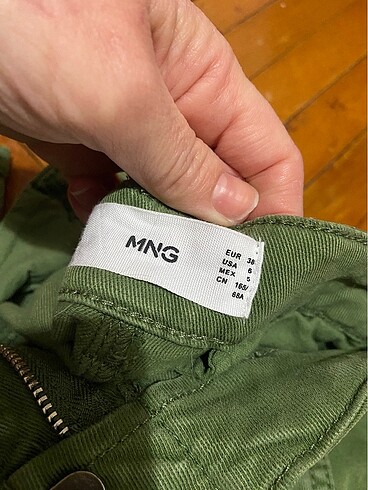 MNG
EUR 38
USA 6
MEX 5
CN 165/
68A